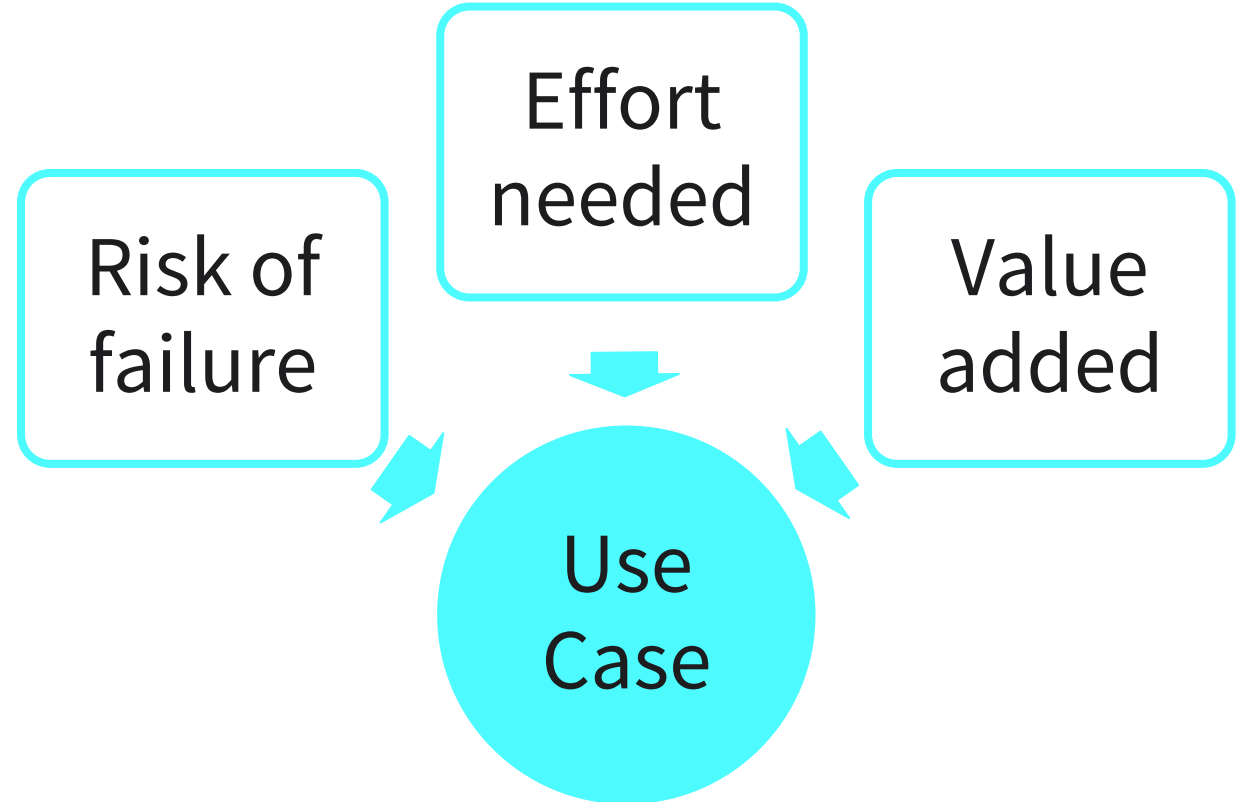 Effort
needed
Risk of
failure
Value
added
Use
Case